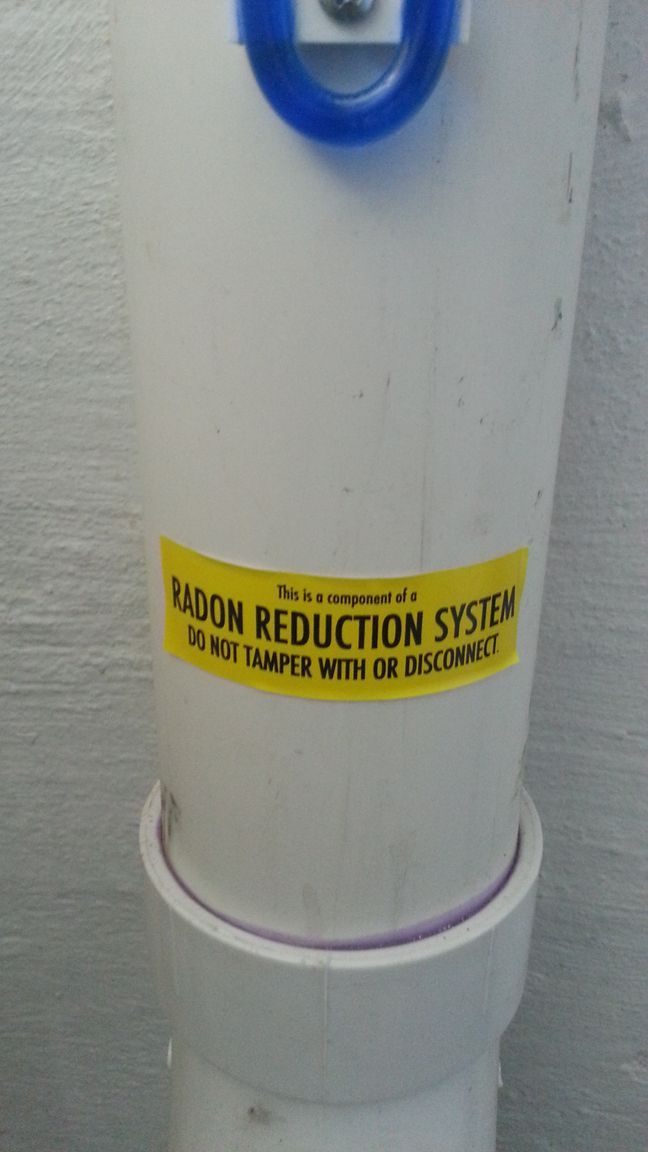 This is a component of a
RADON REDUCTION SYSTEM
DO NOT TAMPER WITH OR DISCONNECT.